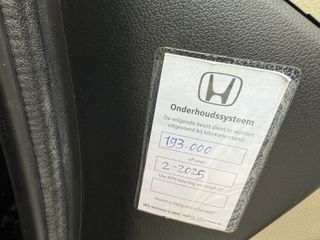 Onderhoudssysteem
De volgende beurt dient te worden
uitgevoerd bij kilometerstand:
193.000
of voor:
2-2025
Uw APK-keuring vervalt op: